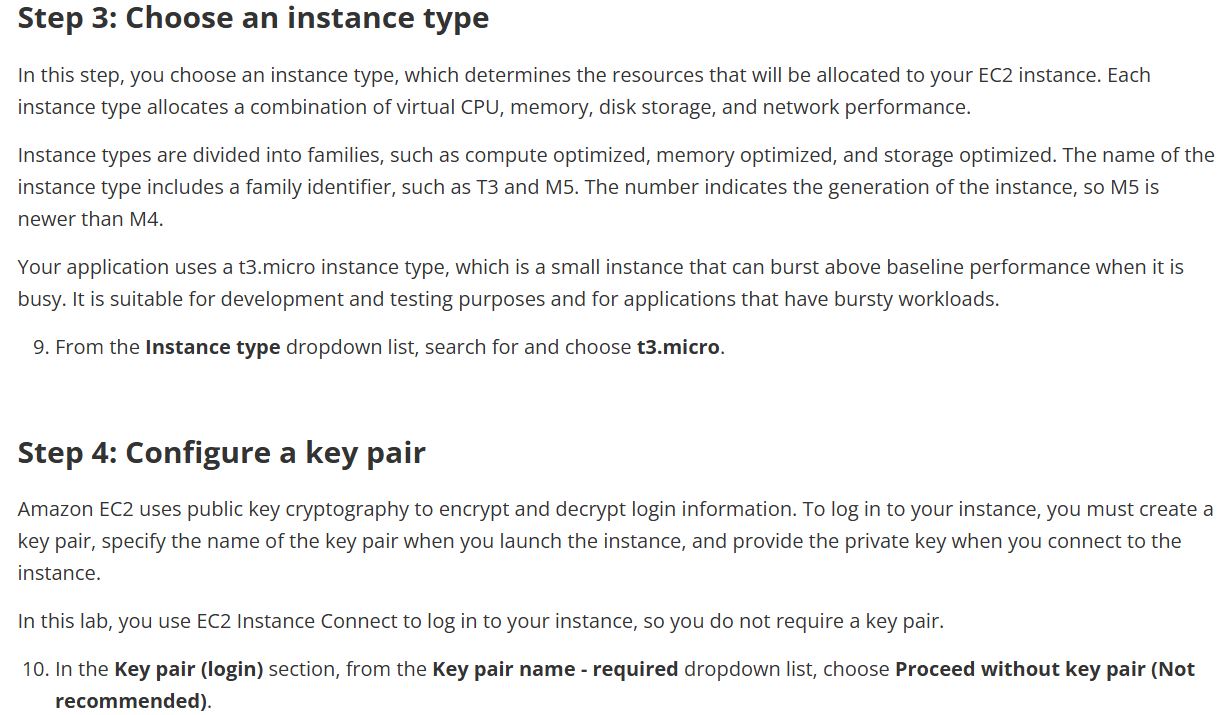 Step 3: Choose an instance type
In this step, you choose an instance type, which determines the resources that will be allocated to your EC2 instance. Each
instance type allocates a combination of virtual CPU, memory, disk storage, and network performance.
Instance types are divided into families, such as compute optimized, memory optimized, and storage optimized. The name of the
instance type includes a family identifier, such as T3 and M5. The number indicates the generation of the instance, so M5 is
newer than M4.
Your application uses a t3.micro instance type, which is a small instance that can burst above baseline performance when it is
busy. It is suitable for development and testing purposes and for applications that have bursty workloads.
9. From the Instance type dropdown list, search for and choose t3.micro.
Step 4: Configure a key pair
Amazon EC2 uses public key cryptography to encrypt and decrypt login information. To log in to your instance, you must create a
key pair, specify the name of the key pair when you launch the instance, and provide the private key when you connect to the
instance.
In this lab, you use EC2 Instance Connect to log in to your instance, so you do not require a key pair.
10. In the Key pair (login) section, from the Key pair name - required dropdown list, choose Proceed without key pair (Not
recommended).